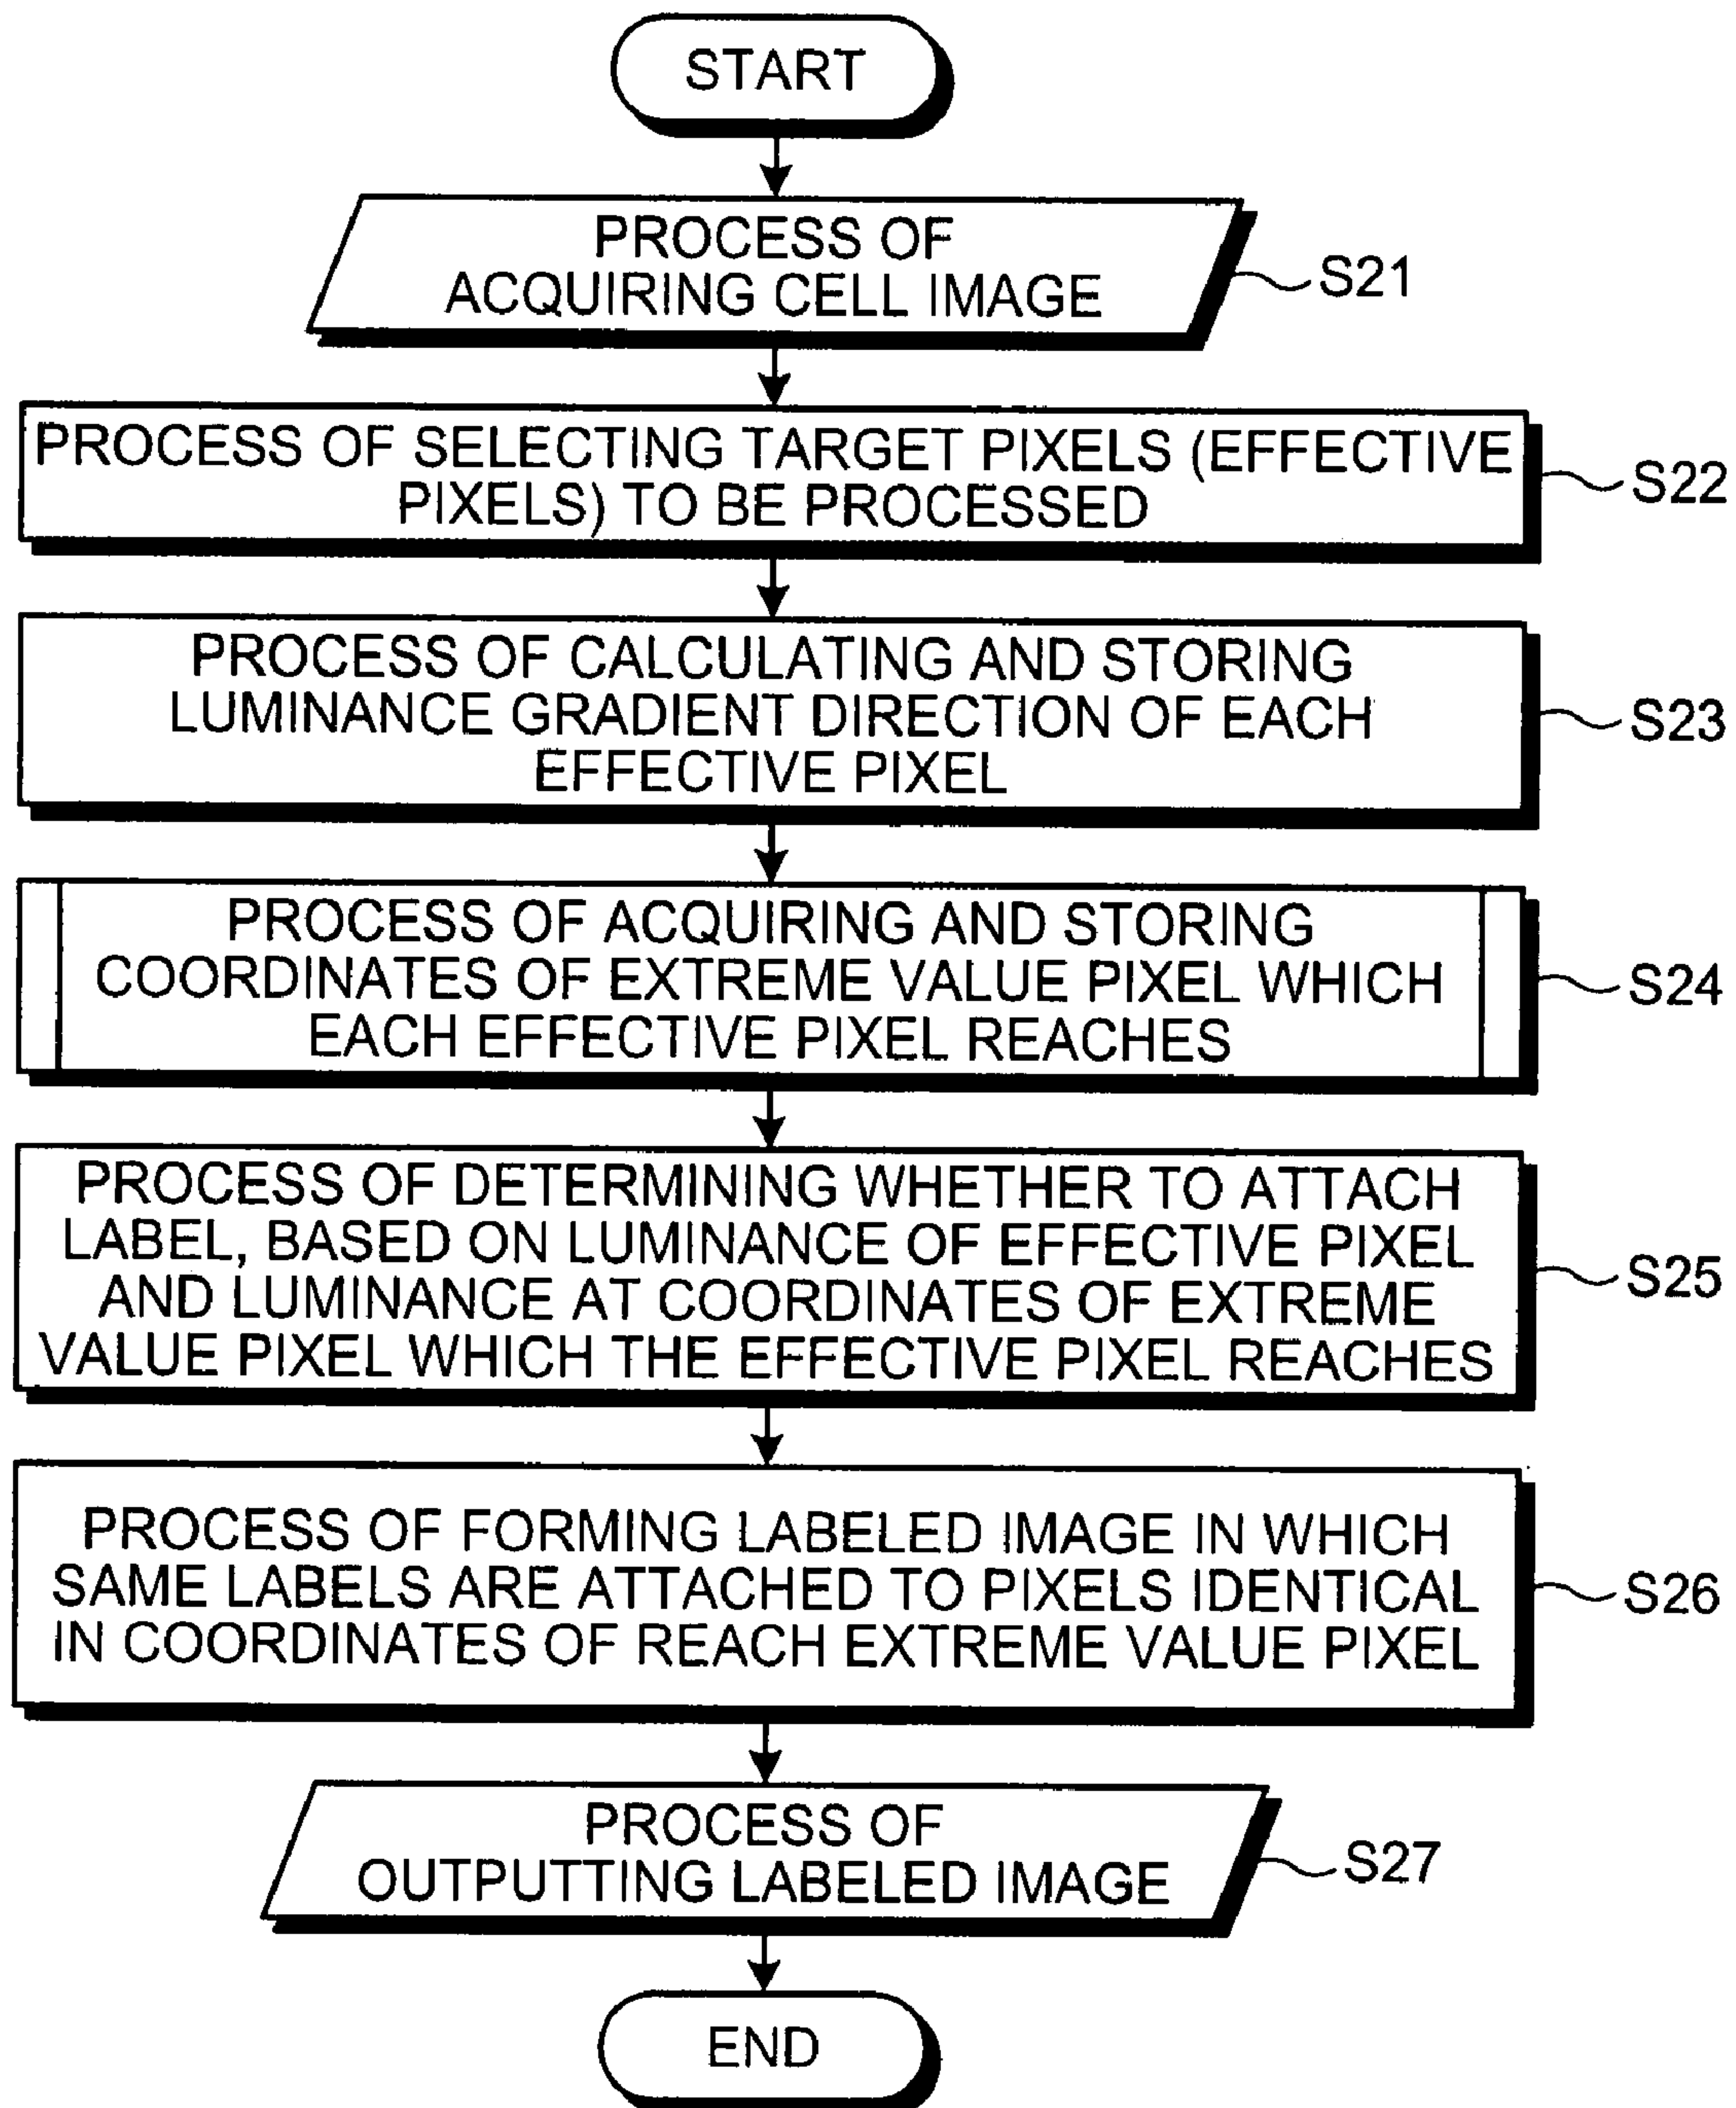 START
PROCESS OF
ACQUIRING CELL IMAGE
S21
PROCESS OF SELECTING TARGET PIXELS (EFFECTIVE
PIXELS) TO BE PROCESSED
S22
PROCESS OF CALCULATING AND STORING
LUMINANCE GRADIENT DIRECTION OF EACH
EFFECTIVE PIXEL
S23
PROCESS OF ACQUIRING AND STORING
COORDINATES OF EXTREME VALUE PIXEL WHICH
EACH EFFECTIVE PIXEL REACHES
S24
PROCESS OF DETERMINING WHETHER TO ATTACH
LABEL, BASED ON LUMINANCE OF EFFECTIVE PIXEL
AND LUMINANCE AT COORDINATES OF EXTREME
VALUE PIXEL WHICH THE EFFECTIVE PIXEL REACHES
S25
PROCESS OF FORMING LABELED IMAGE IN WHICH
SAME LABELS ARE ATTACHED TO PIXELS IDENTICAL
IN COORDINATES OF REACH EXTREME VALUE PIXEL
S26
PROCESS OF
OUTPUTTING LABELED IMAGE
S27
END